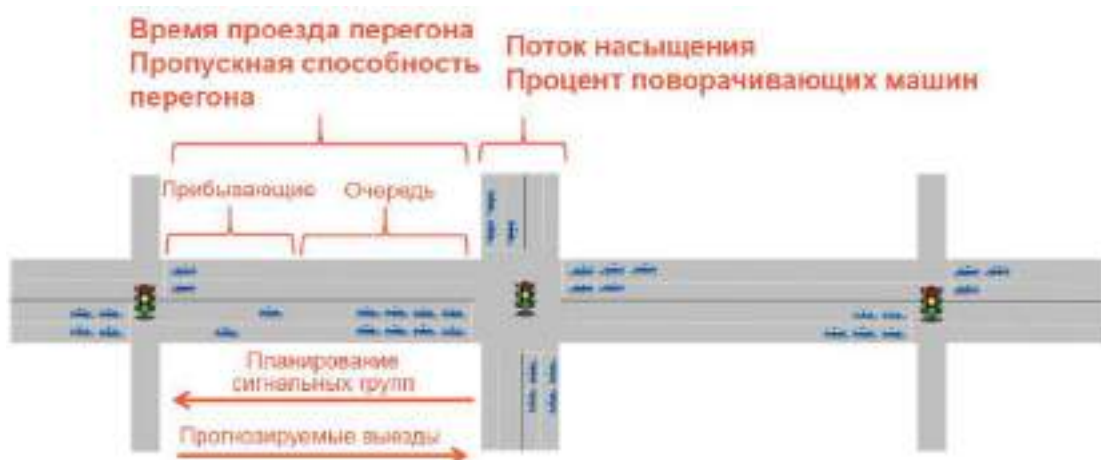 Время проезда перегона
Пропускная способность
перегона
Поток насыщения
Процент поворачивающих машин
Прибывающие
Очередь
Планирование
сигнальных групп
Прогнозируемые выезды